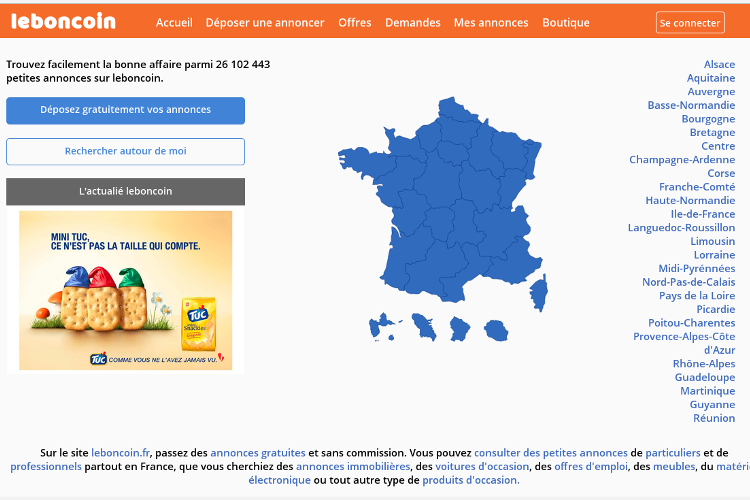 leboncoin Accueil Déposer une annoncer Offres Demandes Mes annonces Boutique Se connecter
Trouvez facilement la bonne affaire parmi 26 102 443
petites annonces sur leboncoin.
Déposez gratuitement vos annonces
Rechercher autour de moi
L'actualié leboncoin
MINI TUC,
CE N'EST PAS LA TAILLE QUI COMPTE.
TUC
TUC COMME VOUS NE L'AVEZ JAMAIS VU.
Alsace
Aquitaine
Auvergne
Basse-Normandie
Bourgogne
Bretagne
Centre
Champagne-Ardenne
Corse
Franche-Comté
Haute-Normandie
Ile-de-France
Languedoc-Roussillon
Limousin
Lorraine
Midi-Pyrénnées
Nord-Pas-de-Calais
Pays de la Loire
Picardie
Poitou-Charentes
Provence-Alpes-Côte
d'Azur
Rhône-Alpes
Guadeloupe
Martinique
Guyanne
Réunion
Sur le site leboncoin.fr, passez des annonces gratuites et sans commission. Vous pouvez consulter des petites annonces de particuliers et de
professionnels partout en France, que vous cherchiez des annonces immobilières, des voitures d'occasion, des offres d'emploi, des meubles, du matéri
électronique ou tout autre type de produits d'occasion.